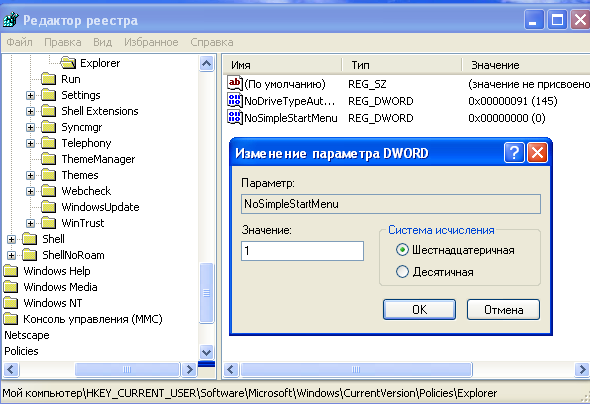 Редактор реестра
Файл Правка Вид Избранное Справка
Explorer
Run
Settings
Shell Extensions
Syncmgr
Telephony
ThemeManager
Themes
Webcheck
WindowsUpdate
WinTrust
Shell
ShellNoRoam
Windows Help
Windows Media
Windows NT
Консоль управления (MMC)
Netscape
Policies
Имя Тип Значение
(По умолчанию) REG_SZ (значение не присвоено
NoDriveTypeAut... REG_DWORD 0x00000091 (145)
NoSimpleStartMenu REG_DWORD 0x00000000 (0)
Изменение параметра DWORD
Параметр:
NoSimpleStartMenu
Значение:
1
Система исчисления
Шестнадцатеричная
Десятичная
OK Отмена
Мой компьютер\HKEY_CURRENT_USER\Software\Microsoft\Windows\CurrentVersion\Policies\Explorer